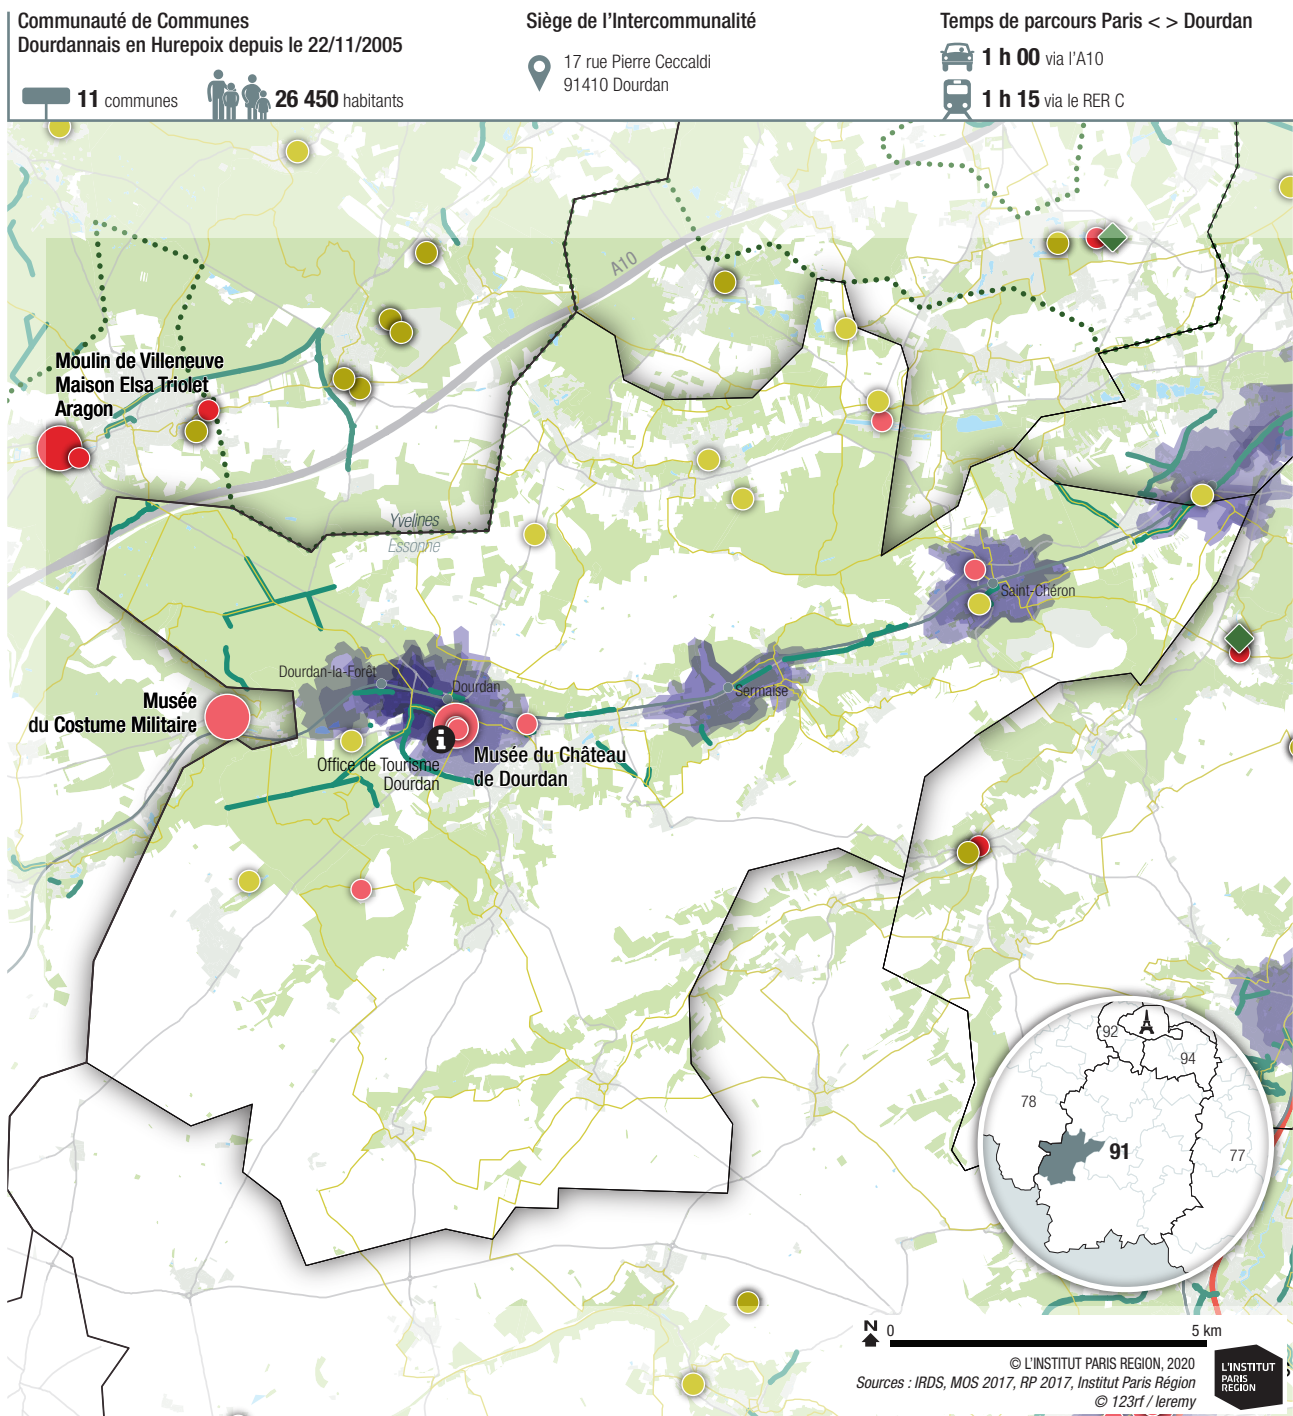 Communauté de Communes
Dourdannais en Hurepoix depuis le 22/11/2005
11 communes
26 450 habitants
Siège de l'Intercommunalité
17 rue Pierre Ceccaldi
91410 Dourdan
Temps de parcours Paris < > Dourdan
1 h 00 via l'A10
1 h 15 via le RER C
A10
Moulin de Villeneuve
Maison Elsa Triolet
Aragon
Yvelines
Essonne
Saint-Chéron
Dourdan-la-Forêt
Dourdan
Sermaise
Musée
du Costume Militaire
i
Musée du Château
de Dourdan
Office de Tourisme
Dourdan
92
94
78
91
77
N
0
5 km
© L'INSTITUT PARIS REGION, 2020
Sources : IRDS, MOS 2017, RP 2017, Institut Paris Région
© 123rf / leremy
L'INSTITUT
PARIS
REGION